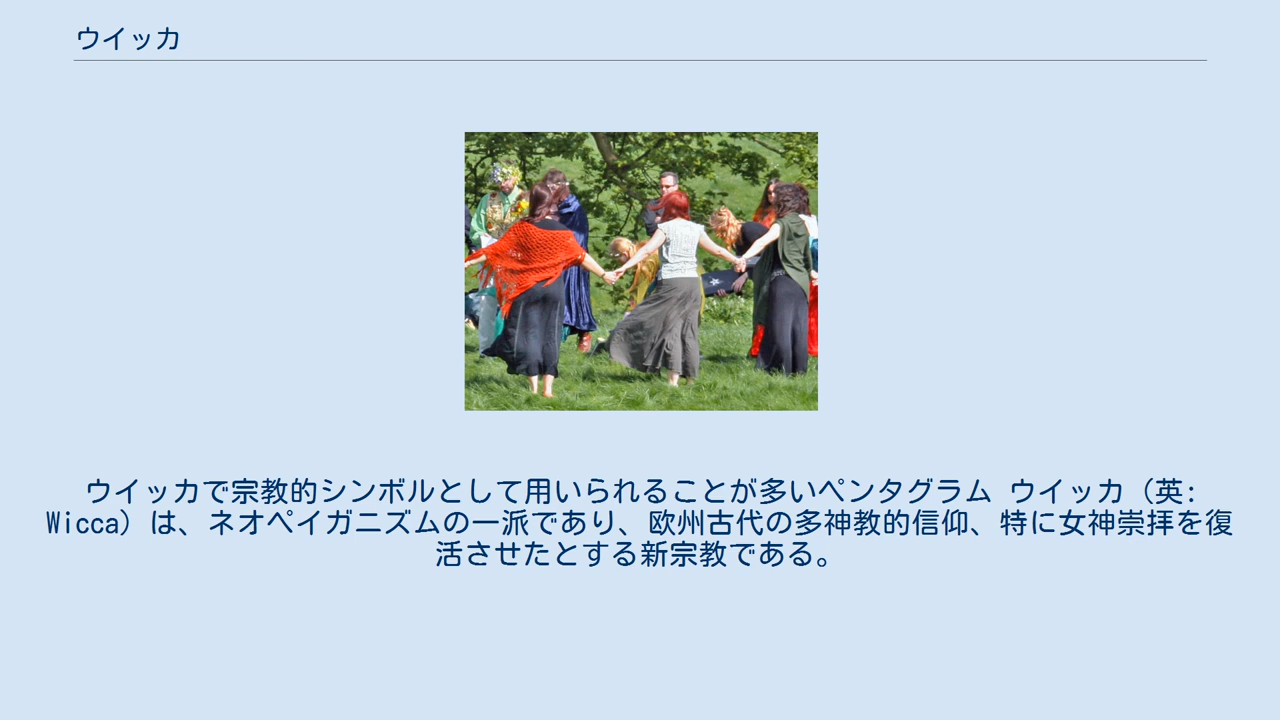 ウイッカ
ウイッカで宗教的シンボルとして用いられることが多いペンタグラム ウイッカ（英:
Wicca）は、ネオペイガニズムの一派であり、欧州古代の多神教的信仰、特に女神崇拝を復
活させたとする新宗教である。